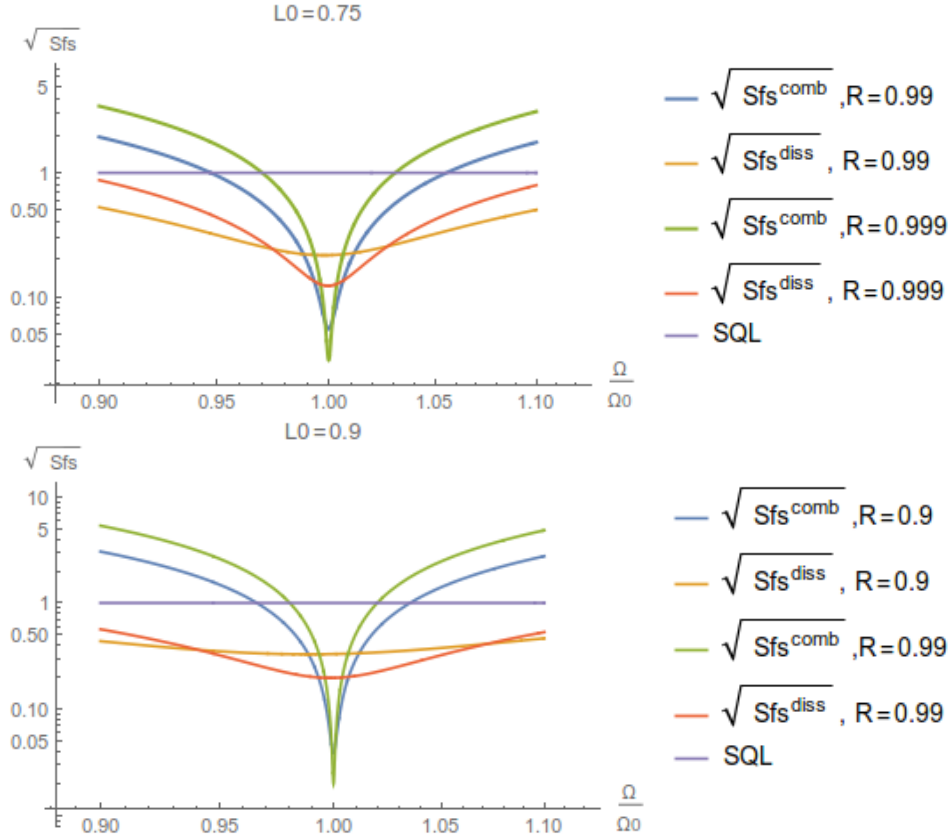 L0=0.75
√Sfs
5
1
0.50
0.10
0.05
0.90 0.95 1.00 1.05 1.10
Ω/Ω0
√Sfs^comb ,R=0.99
√Sfs^diss , R=0.99
√Sfs^comb ,R=0.999
√Sfs^diss , R=0.999
SQL
L0=0.9
√Sfs
10
5
1
0.50
0.10
0.05
0.90 0.95 1.00 1.05 1.10
Ω/Ω0
√Sfs^comb ,R=0.9
√Sfs^diss , R=0.9
√Sfs^comb ,R=0.99
√Sfs^diss , R=0.99
SQL